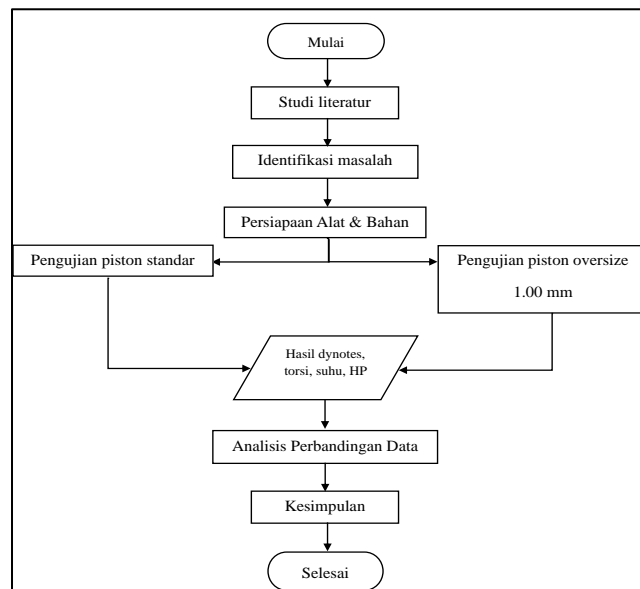 Mulai
Studi literatur
Identifikasi masalah
Persiapaan Alat & Bahan
Pengujian piston standar
Pengujian piston oversize
1.00 mm
Hasil dynotes,
torsi, suhu, HP
Analisis Perbandingan Data
Kesimpulan
Selesai